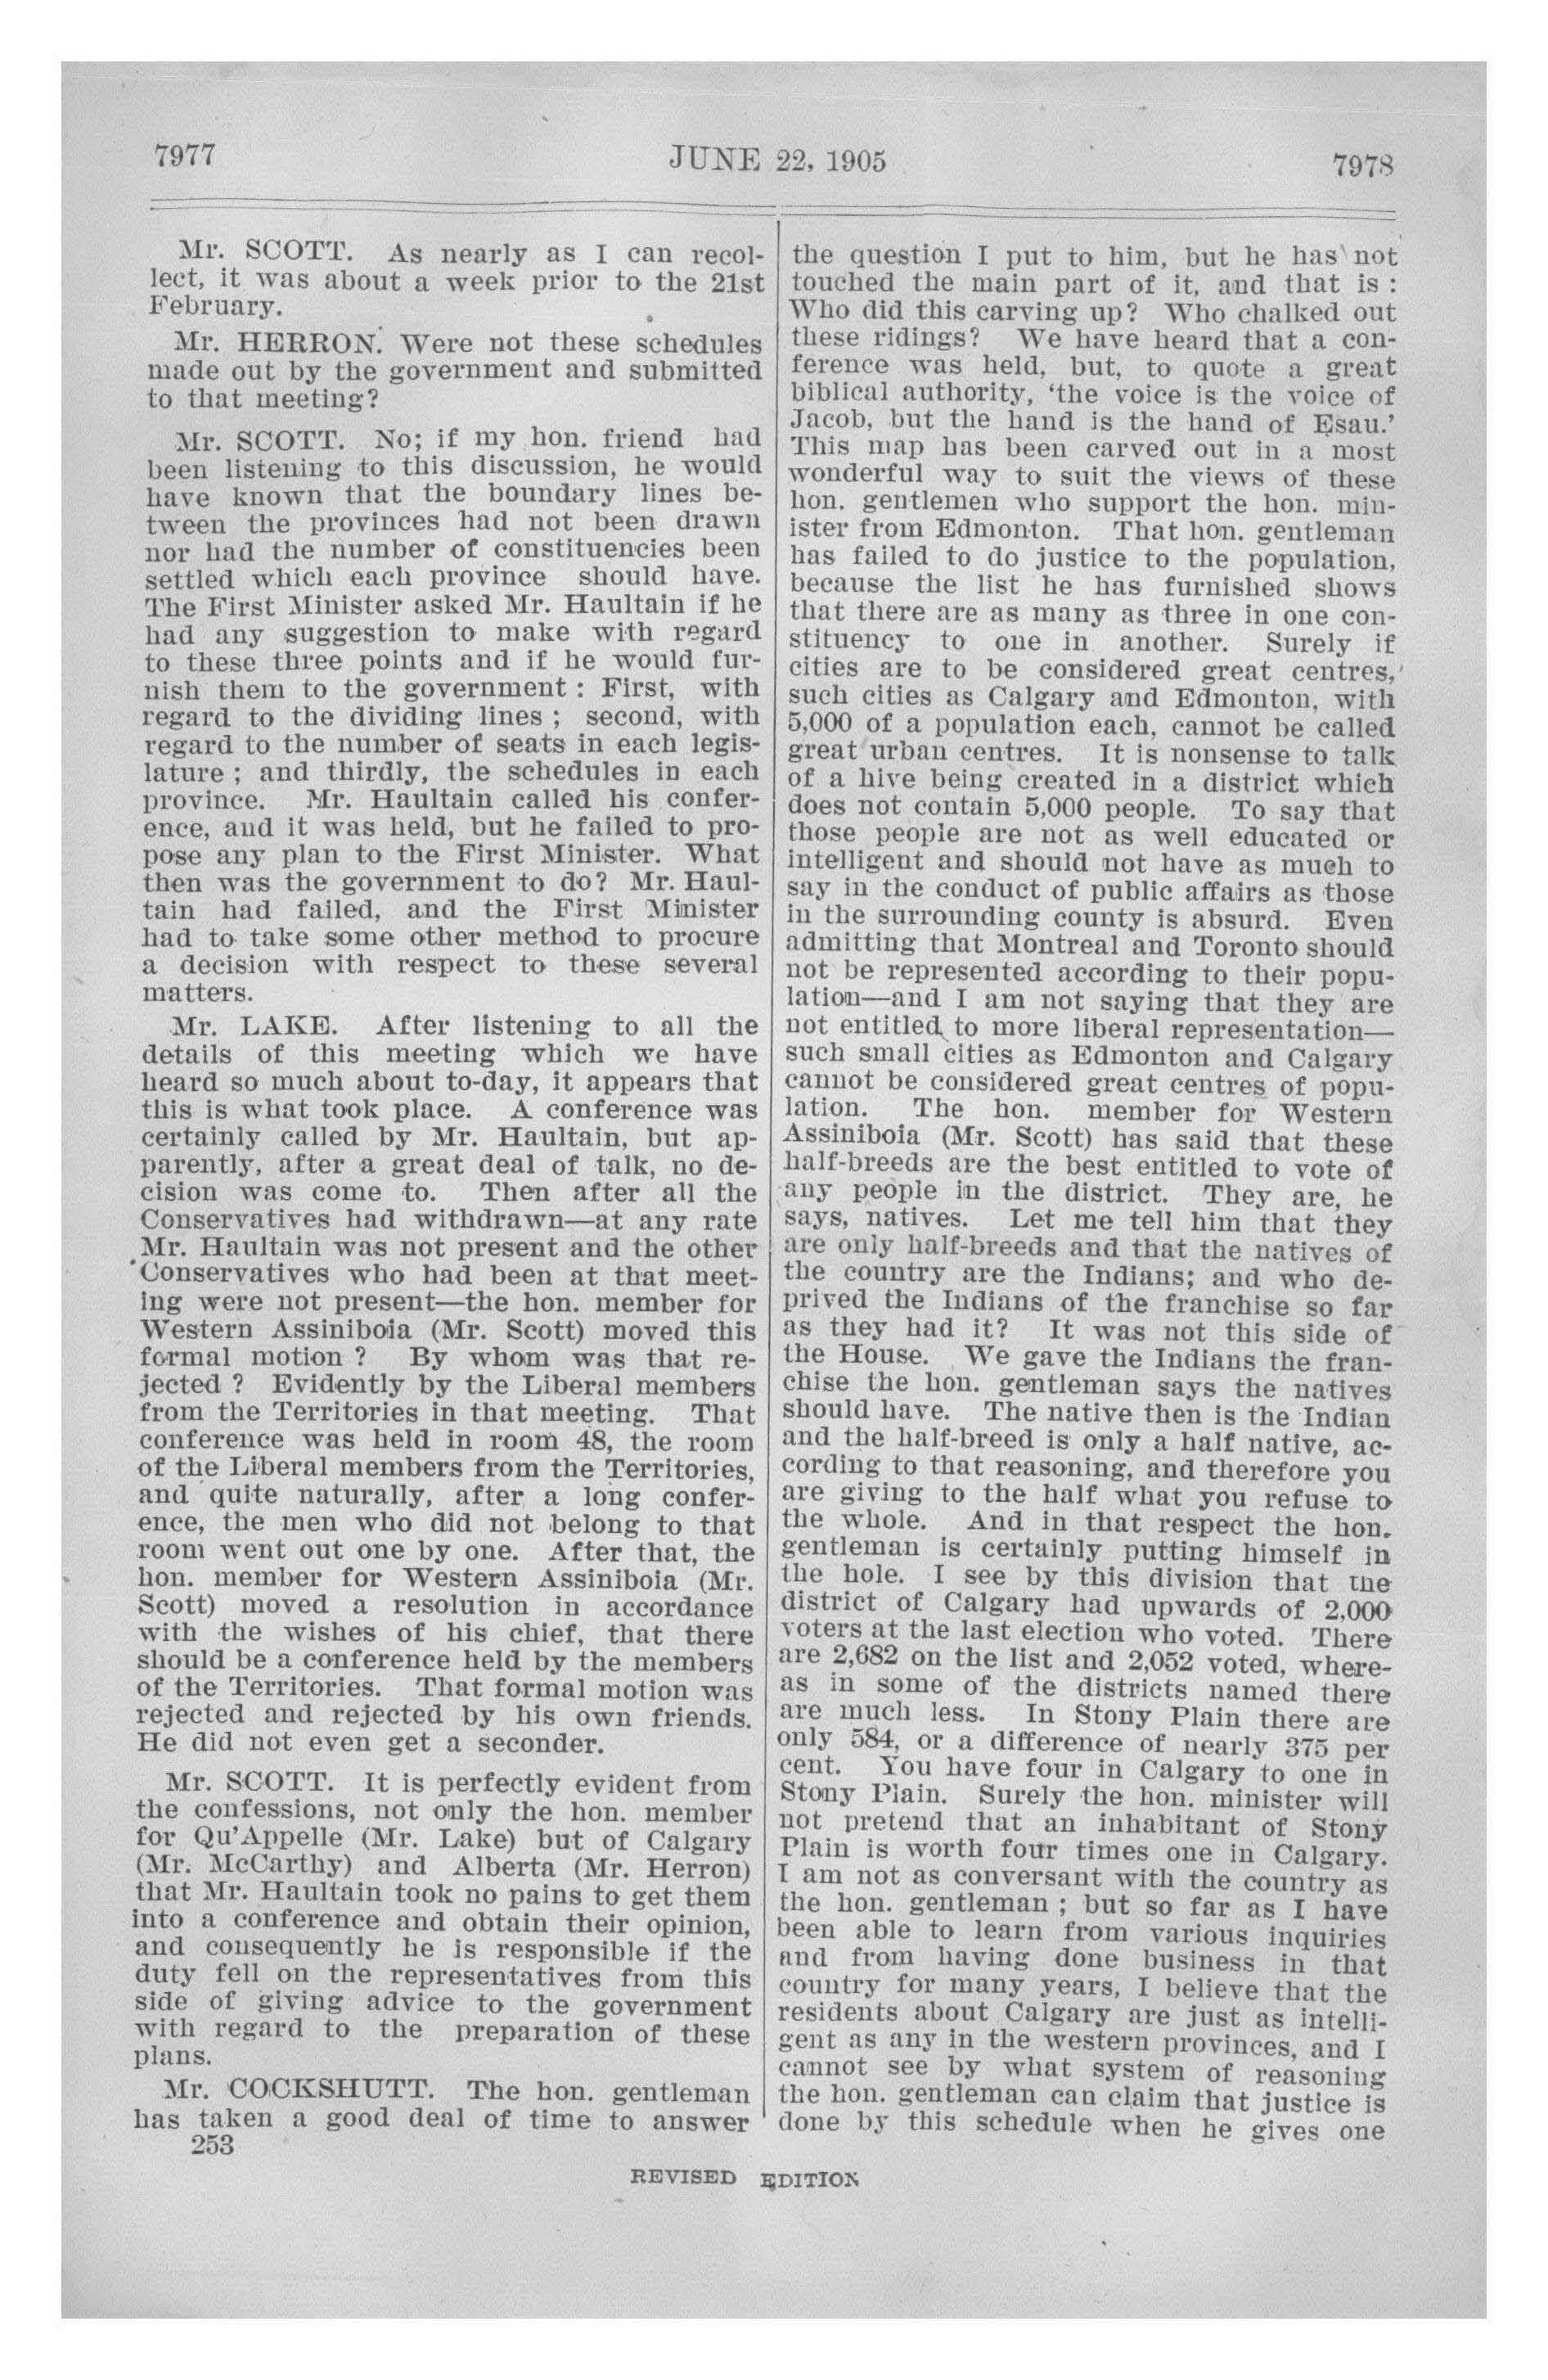 7977
JUNE 22, 1905
7978
Mr. SCOTT. As nearly as I can recol-
lect, it was about a week prior to the 21st
February.
Mr. HERRON. Were not these schedules
made out by the government and submitted
to that meeting?
Mr. SCOTT. No; if my hon. friend had
been listening to this discussion, he would
have known that the boundary lines be-
tween the provinces had not been drawn
nor had the number of constituencies been
settled which each province should have.
The First Minister asked Mr. Haultain if he
had any suggestion to make with regard
to these three points and if he would fur-
nish them to the government : First, with
regard to the dividing lines ; second, with
regard to the number of seats in each legis-
lature ; and thirdly, the schedules in each
province. Mr. Haultain called his confer-
ence, and it was held, but he failed to pro-
pose any plan to the First Minister. What
then was the government to do? Mr. Haul-
tain had failed, and the First Minister
had to take some other method to procure
a decision with respect to these several
matters.
Mr. LAKE. After listening to all the
details of this meeting which we have
heard so much about to-day, it appears that
this is what took place. A conference was
certainly called by Mr. Haultain, but ap-
parently, after a great deal of talk, no de-
cision was come to. Then after all the
Conservatives had withdrawn—at any rate
Mr. Haultain was not present and the other
Conservatives who had been at that meet-
ing were not present—the hon. member for
Western Assiniboia (Mr. Scott) moved this
formal motion ? By whom was that re-
jected ? Evidently by the Liberal members
from the Territories in that meeting. That
conference was held in room 48, the room
of the Liberal members from the Territories,
and quite naturally, after a long confer-
ence, the men who did not belong to that
room went out one by one. After that, the
hon. member for Western Assiniboia (Mr.
Scott) moved a resolution in accordance
with the wishes of his chief, that there
should be a conference held by the members
of the Territories. That formal motion was
rejected and rejected by his own friends.
He did not even get a seconder.
Mr. SCOTT. It is perfectly evident from
the confessions, not only the hon. member
for Qu'Appelle (Mr. Lake) but of Calgary
(Mr. McCarthy) and Alberta (Mr. Herron)
that Mr. Haultain took no pains to get them
into a conference and obtain their opinion,
and consequently he is responsible if the
duty fell on the representatives from this
side of giving advice to the government
with regard to the preparation of these
plans.
Mr. COCKSHUTT. The hon. gentleman
has taken a good deal of time to answer
253
the question I put to him, but he has not
touched the main part of it, and that is :
Who did this carving up? Who chalked out
these ridings? We have heard that a con-
ference was held, but, to quote a great
biblical authority, 'the voice is the voice of
Jacob, but the hand is the hand of Esau.'
This map has been carved out in a most
wonderful way to suit the views of these
hon. gentlemen who support the hon. min-
ister from Edmonton. That hon. gentleman
has failed to do justice to the population,
because the list he has furnished shows
that there are as many as three in one con-
stituency to one in another. Surely if
cities are to be considered great centres,
such cities as Calgary and Edmonton, with
5,000 of a population each, cannot be called
great urban centres. It is nonsense to talk
of a hive being created in a district which
does not contain 5,000 people. To say that
those people are not as well educated or
intelligent and should not have as much to
say in the conduct of public affairs as those
in the surrounding county is absurd. Even
admitting that Montreal and Toronto should
not be represented according to their popu-
lation—and I am not saying that they are
not entitled to more liberal representation—
such small cities as Edmonton and Calgary
cannot be considered great centres of popu-
lation. The hon. member for Western
Assiniboia (Mr. Scott) has said that these
half-breeds are the best entitled to vote of
any people in the district. They are, he
says, natives. Let me tell him that they
are only half-breeds and that the natives of
the country are the Indians; and who de-
prived the Indians of the franchise so far
as they had it? It was not this side of
the House. We gave the Indians the fran-
chise the hon. gentleman says the natives
should have. The native then is the Indian
and the half-breed is only a half native, ac-
cording to that reasoning, and therefore you
are giving to the half what you refuse to
the whole. And in that respect the hon.
gentleman is certainly putting himself in
the hole. I see by this division that the
district of Calgary had upwards of 2,000
voters at the last election who voted. There
are 2,682 on the list and 2,052 voted, where-
as in some of the districts named there
are much less. In Stony Plain there are
only 584, or a difference of nearly 375 per
cent. You have four in Calgary to one in
Stony Plain. Surely the hon. minister will
not pretend that an inhabitant of Stony
Plain is worth four times one in Calgary.
I am not as conversant with the country as
the hon. gentleman ; but so far as I have
been able to learn from various inquiries
and from having done business in that
country for many years, I believe that the
residents about Calgary are just as intelli-
gent as any in the western provinces, and I
cannot see by what system of reasoning
the hon. gentleman can claim that justice is
done by this schedule when he gives one
REVISED EDITION